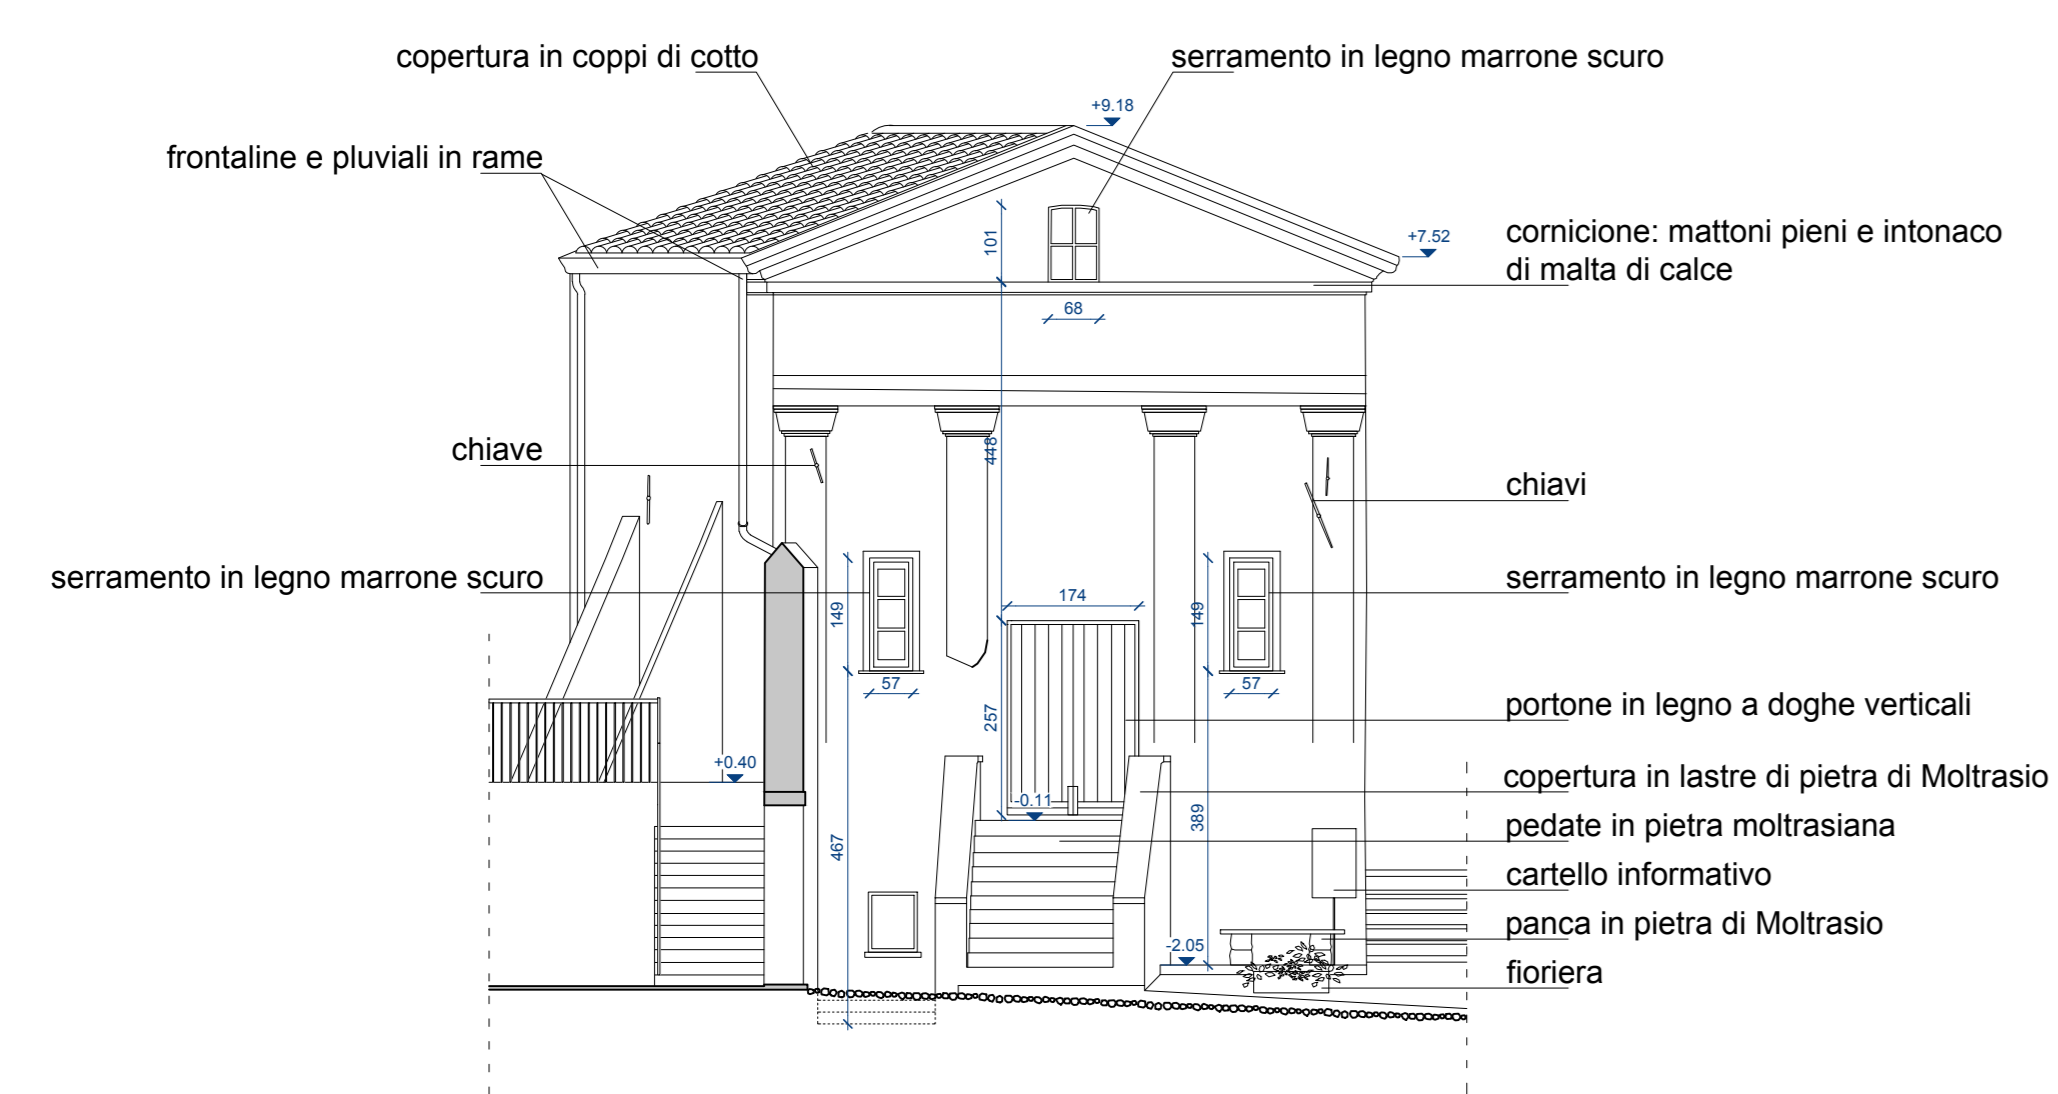 copertura in coppi di cotto
serramento in legno marrone scuro
+9.18
frontaline e pluviali in rame
101
+7.52
cornicione: mattoni pieni e intonaco
di malta di calce
68
chiave
448
chiavi
serramento in legno marrone scuro
149
174
149
serramento in legno marrone scuro
57
57
257
portone in legno a doghe verticali
+0.40
-0.11
copertura in lastre di pietra di Moltrasio
467
389
pedate in pietra moltrasiana
cartello informativo
-2.05
panca in pietra di Moltrasio
fioriera